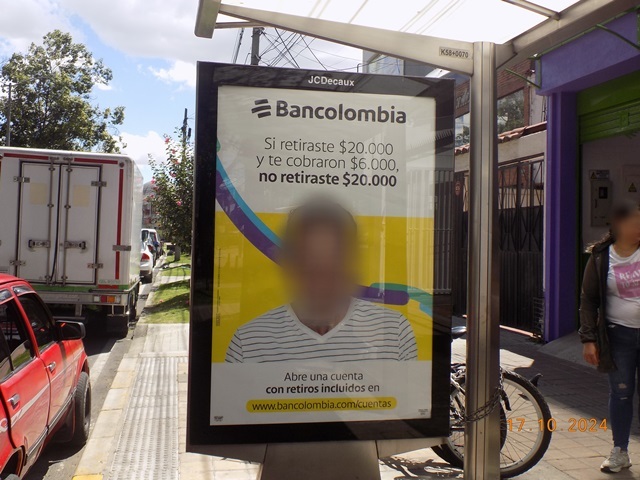 K58+0070
JCDecaux
Bancolombia
Si retiraste $20.000
y te cobraron $6.000,
no retiraste $20.000
Abre una cuenta
con retiros incluidos en
www.bancolombia.com/cuentas
17.10.2024